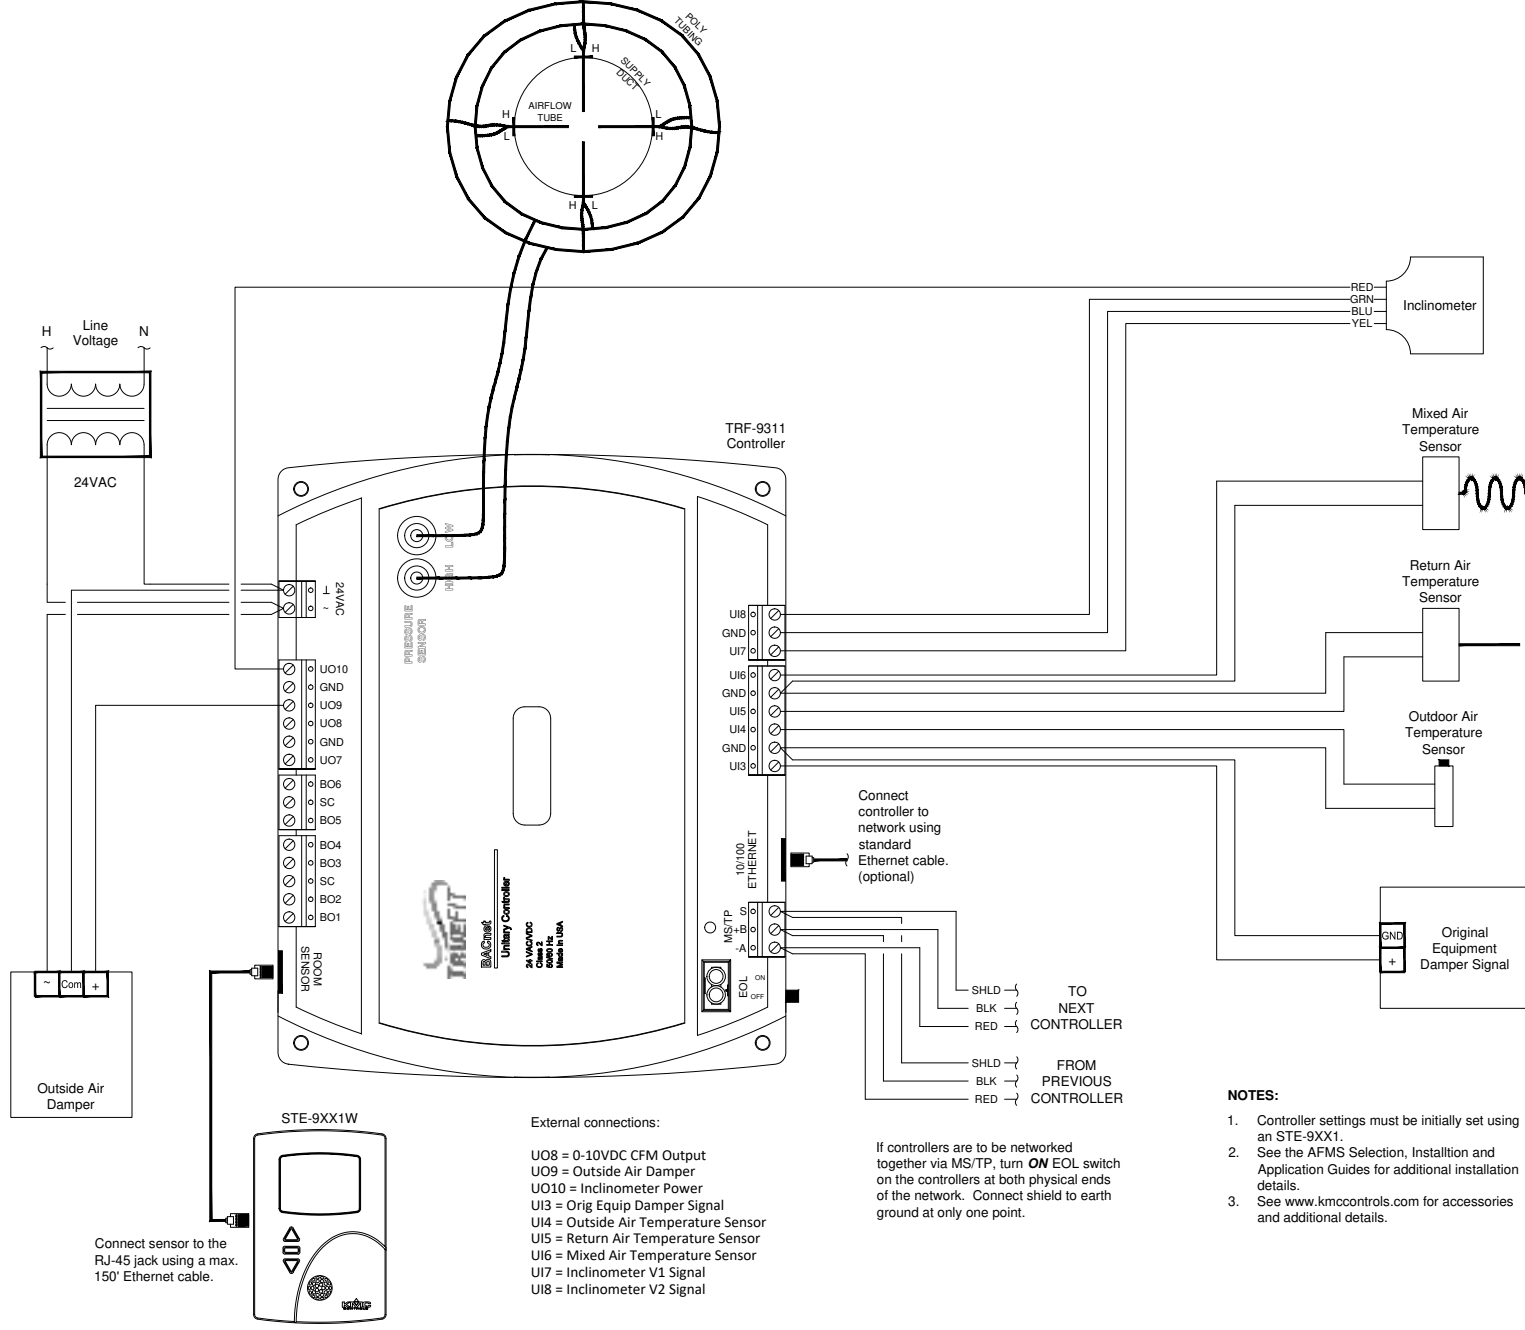 POLY
TUBING
L H
SUPPLY
DUCT
AIRFLOW
TUBE
H
L
L
H
H L
RED
GRN
BLU
YEL
Inclinometer
H
Line
Voltage
N
24VAC
TRF-9311
Controller
Mixed Air
Temperature
Sensor
Return Air
Temperature
Sensor
Outdoor Air
Temperature
Sensor
LOW
HIGH
PRESSURE
SENSOR
24VAC
⊥
~
UO10
GND
UO9
UO8
GND
UO7
BO6
SC
BO5
BO4
BO3
SC
BO2
BO1
ROOM
SENSOR
UI8
GND
UI7
UI6
GND
UI5
UI4
GND
UI3
10/100
ETHERNET
Connect
controller to
network using
standard
Ethernet cable.
(optional)
MS/TP
S
+B
-A
EOL
ON
OFF
TRUEFIT
BACnet
Unitary Controller
24 VAC/VDC
Class 2
50/60 Hz
Made in USA
SHLD
BLK
RED
TO
NEXT
CONTROLLER
SHLD
BLK
RED
FROM
PREVIOUS
CONTROLLER
GND
+
Original
Equipment
Damper Signal
~ Com +
Outside Air
Damper
STE-9XX1W
KMC
CONTROLS
Connect sensor to the
RJ-45 jack using a max.
150' Ethernet cable.
External connections:
UO8 = 0-10VDC CFM Output
UO9 = Outside Air Damper
UO10 = Inclinometer Power
UI3 = Orig Equip Damper Signal
UI4 = Outside Air Temperature Sensor
UI5 = Return Air Temperature Sensor
UI6 = Mixed Air Temperature Sensor
UI7 = Inclinometer V1 Signal
UI8 = Inclinometer V2 Signal
If controllers are to be networked
together via MS/TP, turn ON EOL switch
on the controllers at both physical ends
of the network. Connect shield to earth
ground at only one point.
NOTES:
1. Controller settings must be initially set using
an STE-9XX1.
2. See the AFMS Selection, Installtion and
Application Guides for additional installation
details.
3. See www.kmccontrols.com for accessories
and additional details.